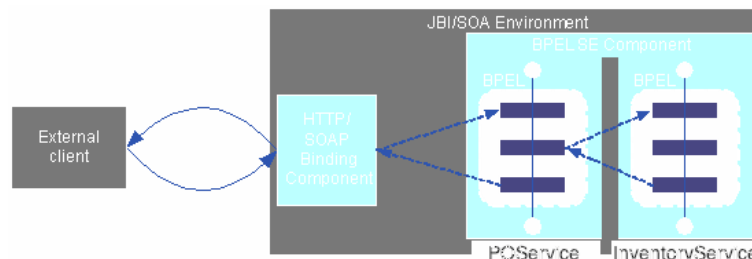 JBI/SOA Environment
BPELSE Component
BPEL
BPEL
External
client
HTTP/
SOAP
Binding
Component
POService
InventoryService